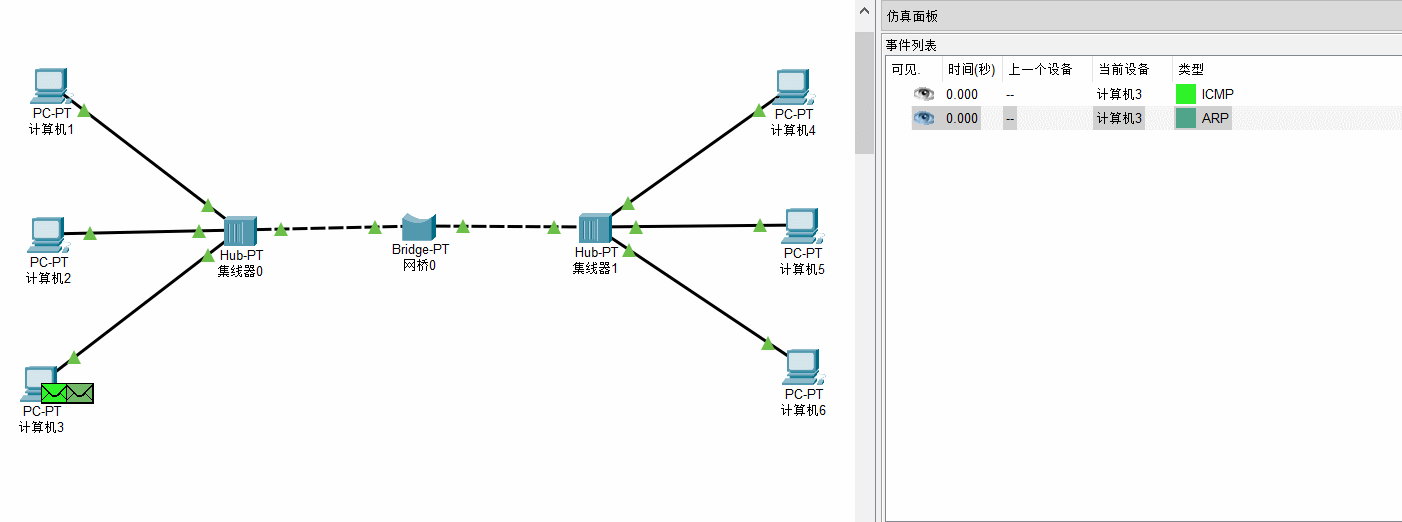 PC-PT
计算机1
PC-PT
计算机2
PC-PT
计算机3
Hub-PT
集线器0
Bridge-PT
网桥0
Hub-PT
集线器1
PC-PT
计算机4
PC-PT
计算机5
PC-PT
计算机6
仿真面板
事件列表
可见. 时间(秒) 上一个设备 当前设备 类型
0.000 -- 计算机3 ICMP
0.000 -- 计算机3 ARP